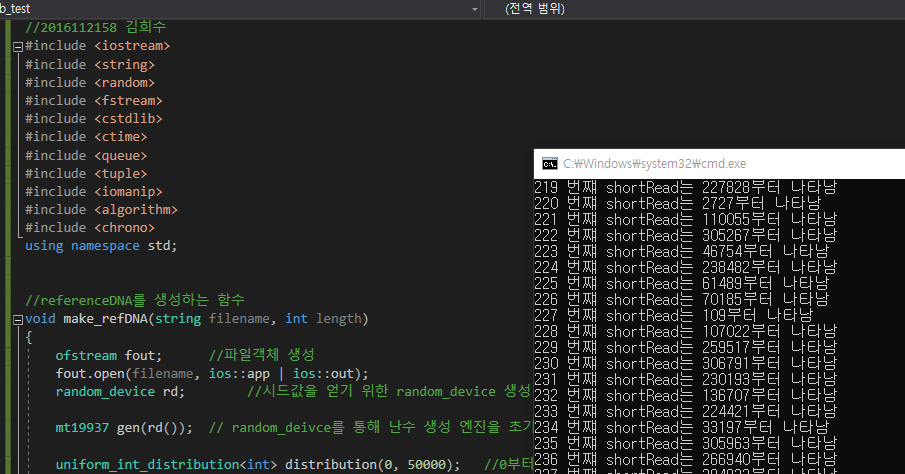 b_test
(전역 범위)
//2016112158 김희수
#include <iostream>
#include <string>
#include <random>
#include <fstream>
#include <cstdlib>
#include <ctime>
#include <queue>
#include <tuple>
#include <iomanip>
#include <algorithm>
#include <chrono>
using namespace std;
//referenceDNA를 생성하는 함수
void make_refDNA(string filename, int length)
{
ofstream fout; //파일객체 생성
fout.open(filename, ios::app | ios::out);
random_device rd; //시드값을 얻기 위한 random_device 생성
mt19937 gen(rd()); // random_deivce를 통해 난수 생성 엔진을 초기
uniform_int_distribution<int> distribution(0, 50000); //0부터
C:₩Windows₩system32₩cmd.exe
219 번째 shortRead는 227828부터 나타남
220 번째 shortRead는 2727부터 나타남
221 번째 shortRead는 110055부터 나타남
222 번째 shortRead는 305267부터 나타남
223 번째 shortRead는 46754부터 나타남
224 번째 shortRead는 238482부터 나타남
225 번째 shortRead는 61489부터 나타남
226 번째 shortRead는 70185부터 나타남
227 번째 shortRead는 109부터 나타남
228 번째 shortRead는 107022부터 나타남
229 번째 shortRead는 259517부터 나타남
230 번째 shortRead는 306791부터 나타남
231 번째 shortRead는 230193부터 나타남
232 번째 shortRead는 136707부터 나타남
233 번째 shortRead는 224421부터 나타남
234 번째 shortRead는 33197부터 나타남
235 번째 shortRead는 305963부터 나타남
236 번째 shortRead는 266940부터 나타남